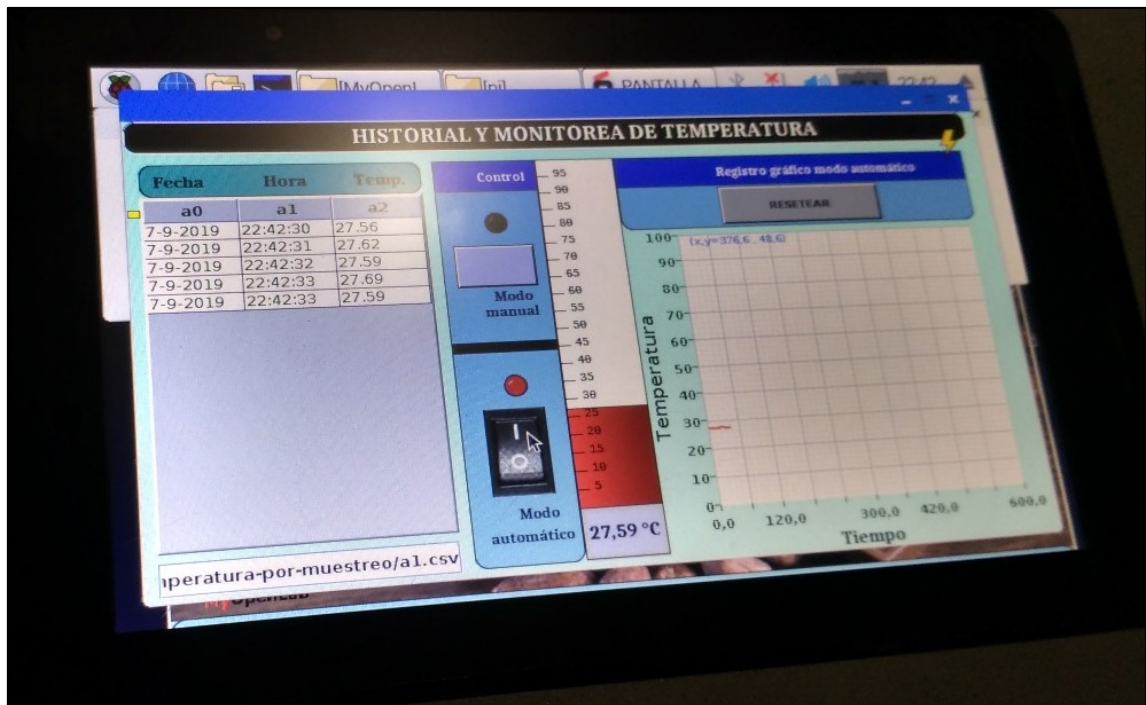 [MyOpenl
[pi]
PANTALLA
22:42
HISTORIAL Y MONITOREA DE TEMPERATURA
Fecha Hora Temp.
a0 a1 a2
7-9-2019 22:42:30 27.56
7-9-2019 22:42:31 27.62
7-9-2019 22:42:32 27.59
7-9-2019 22:42:33 27.69
7-9-2019 22:42:33 27.59
nperatura-por-muestreo/a1.csv
Control
Modo
manual
Modo
automático
95
90
85
80
75
70
65
60
55
50
45
40
35
30
25
20
15
10
5
27,59 °C
Registro gráfico modo automático
RESETEAR
(x,y=376,6 , 48,6)
Temperatura
100
90
80
70
60
50
40
30
20
10
0
0,0 120,0 300,0 420,0 600,0
Tiempo
MyOpenLab